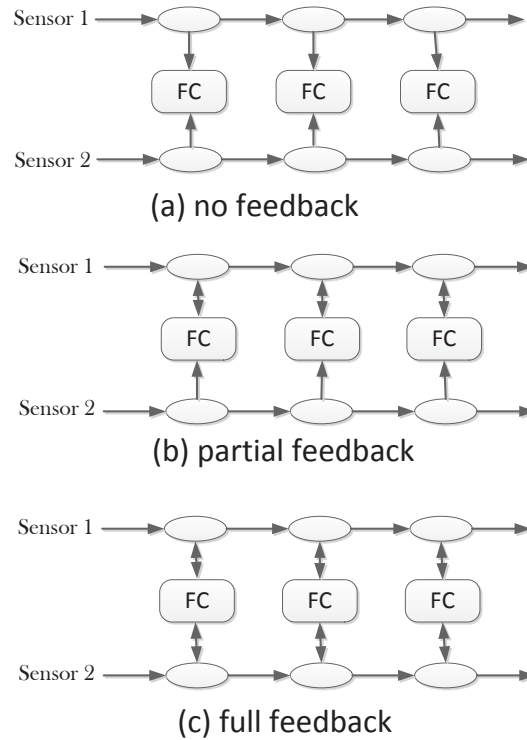 Sensor 1
FC FC FC
Sensor 2
(a) no feedback
Sensor 1
FC FC FC
Sensor 2
(b) partial feedback
Sensor 1
FC FC FC
Sensor 2
(c) full feedback